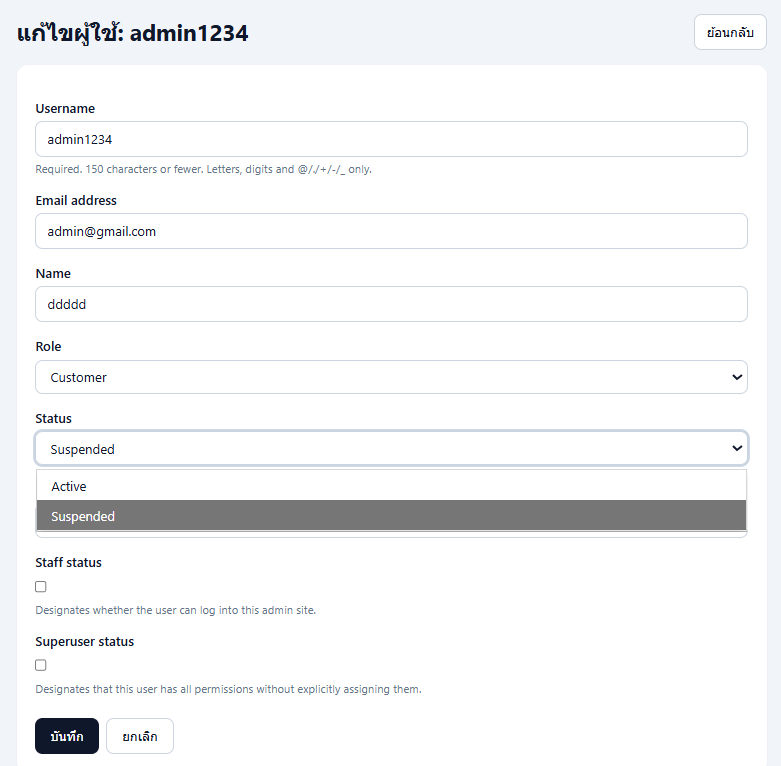 แก้ไขผู้ใช้: admin1234
ย้อนกลับ
Username
admin1234
Required. 150 characters or fewer. Letters, digits and @/./+/-/_ only.
Email address
admin@gmail.com
Name
ddddd
Role
Customer
Status
Suspended
Active
Suspended
Staff status
Designates whether the user can log into this admin site.
Superuser status
Designates that this user has all permissions without explicitly assigning them.
บันทึก
ยกเลิก